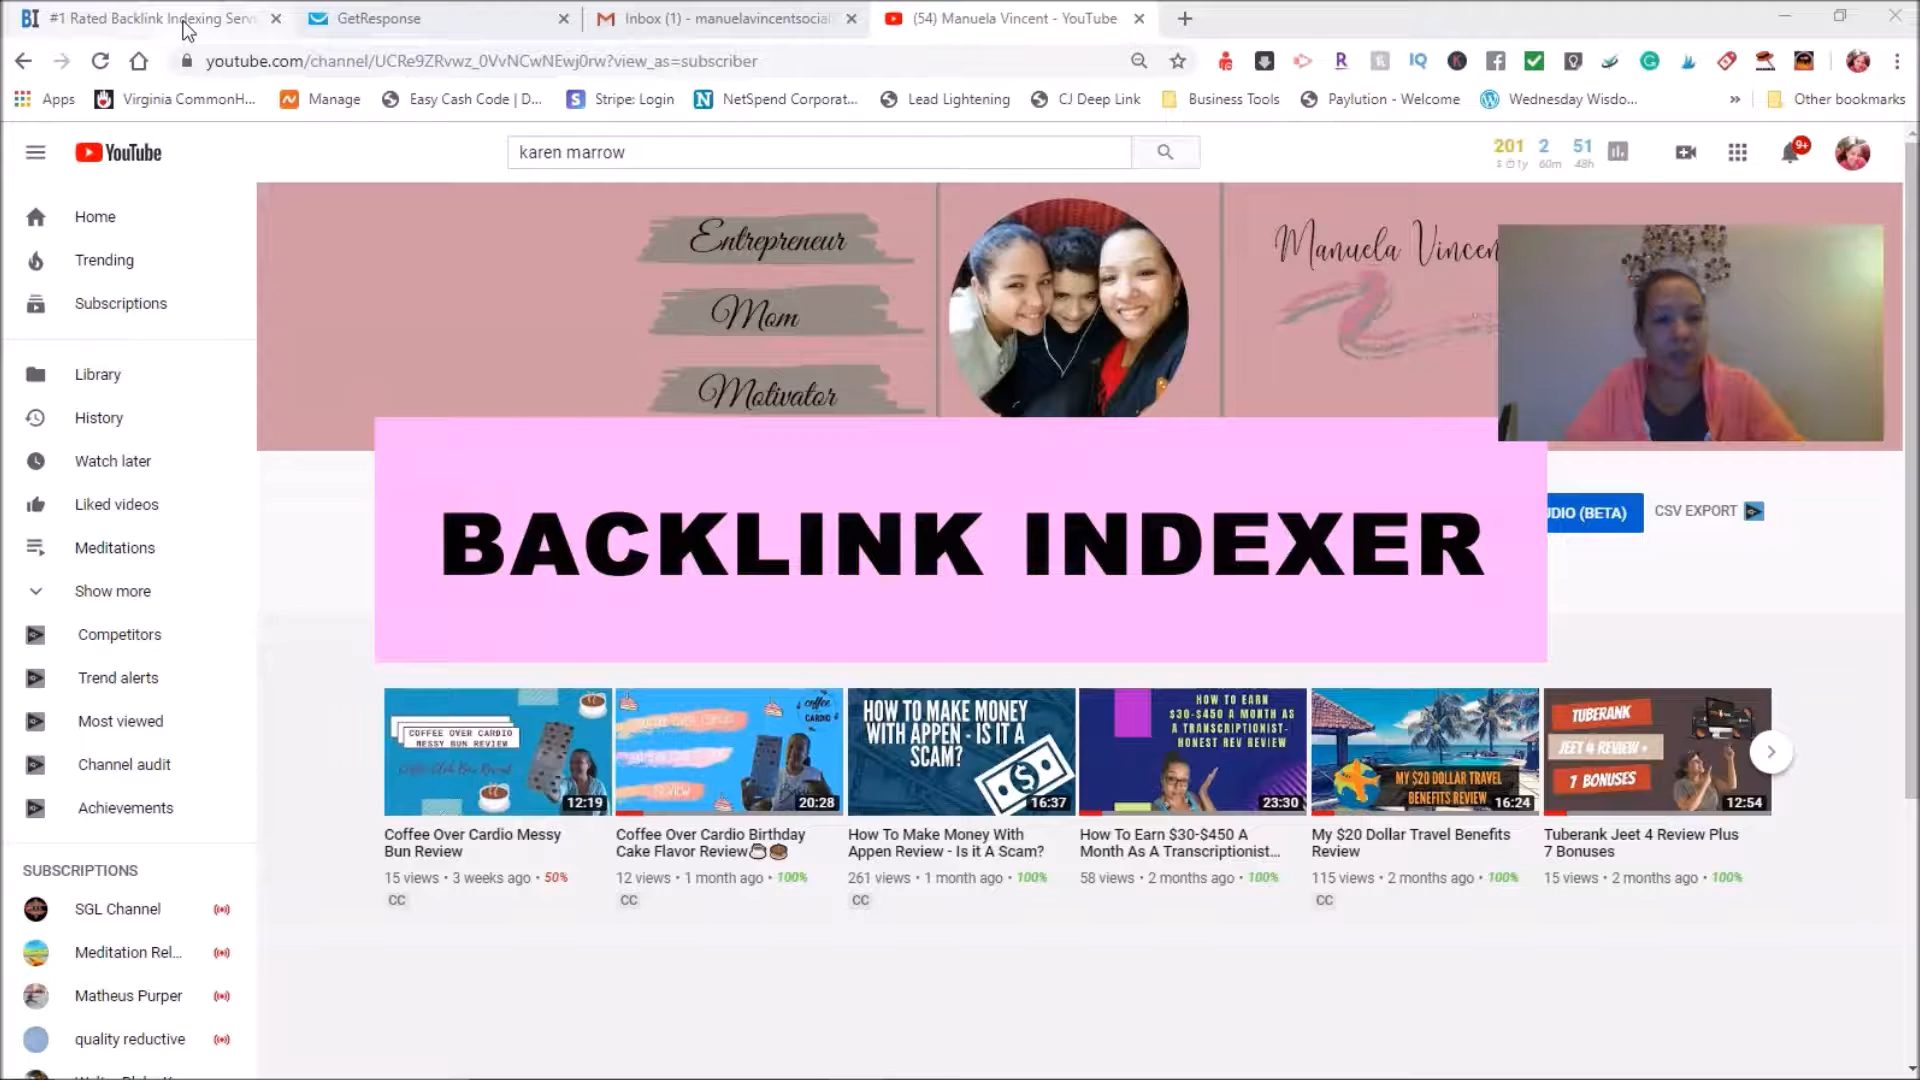 #1 Rated Backlink Indexing Serv
GetResponse
Inbox (1) - manuelavincentsocial
(54) Manuela Vincent - YouTube
youtube.com/channel/UCRe9ZRvwz_0VvNCwNEwj0rw?view_as=subscriber
Apps
Virginia CommonH...
Manage
Easy Cash Code | D...
Stripe: Login
NetSpend Corporat...
Lead Lightening
CJ Deep Link
Business Tools
Paylution - Welcome
Wednesday Wisdo...
»
Other bookmarks
YouTube
karen marrow
201 2 51
$ 1y 60m 48h
9+
Home
Trending
Subscriptions
Library
History
Watch later
Liked videos
Meditations
Show more
Competitors
Trend alerts
Most viewed
Channel audit
Achievements
SUBSCRIPTIONS
SGL Channel
Meditation Rel...
Matheus Purper
quality reductive
Entrepreneur
Mom
Motivator
Manuela Vincen
UDIO (BETA)
CSV EXPORT
BACKLINK INDEXER
COFFEE OVER CARDIO
MESSY BUN REVIEW
12:19
Coffee Over Cardio Messy
Bun Review
15 views • 3 weeks ago • 50%
CC
coffee
CARDIO
REVIEW
20:28
Coffee Over Cardio Birthday
Cake Flavor Review
12 views • 1 month ago • 100%
CC
HOW TO MAKE MONEY
WITH APPEN - IS IT A
SCAM?
16:37
How To Make Money With
Appen Review - Is it A Scam?
261 views • 1 month ago • 100%
CC
HOW TO EARN
$30-$450 A MONTH AS
A TRANSCRIPTIONIST-
HONEST REV REVIEW
23:30
How To Earn $30-$450 A
Month As A Transcriptionist...
58 views • 2 months ago • 100%
MY $20 DOLLAR TRAVEL
BENEFITS REVIEW
16:24
My $20 Dollar Travel Benefits
Review
115 views • 2 months ago • 100%
CC
TUBERANK
JEET 4 REVIEW +
7 BONUSES
12:54
Tuberank Jeet 4 Review Plus
7 Bonuses
15 views • 2 months ago • 100%